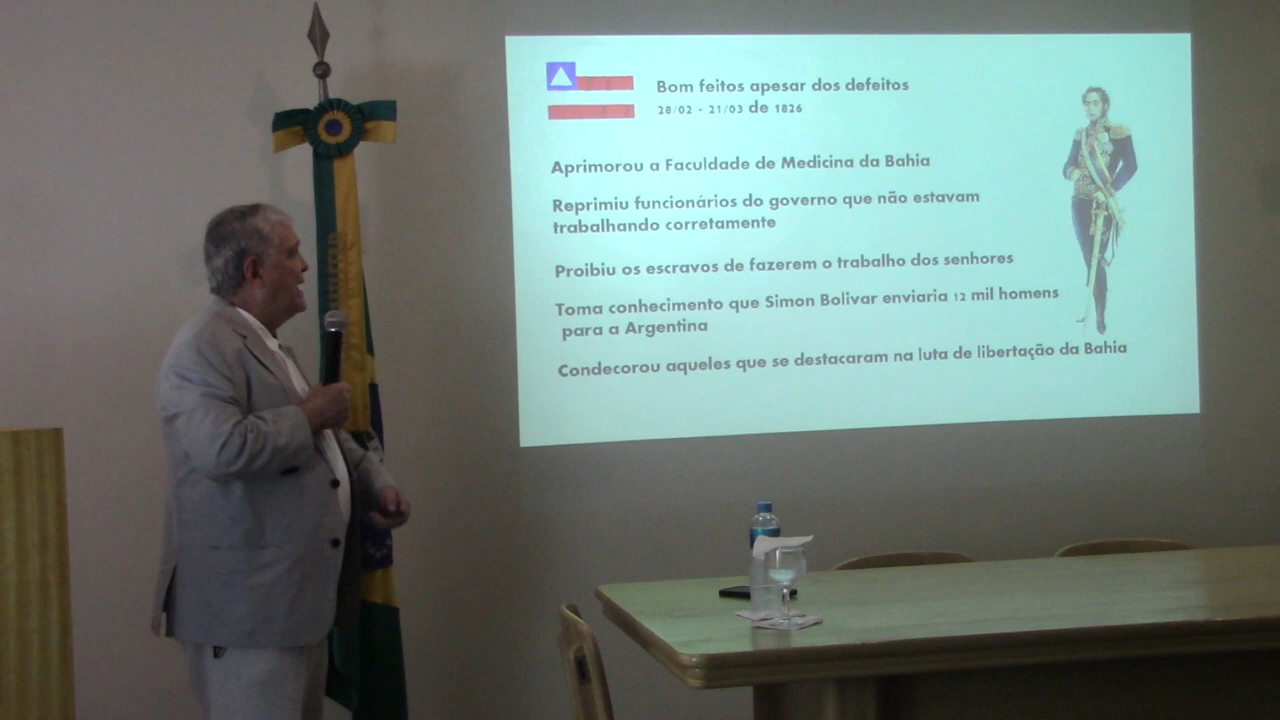 Bom feitos apesar dos defeitos
28/02 - 21/03 de 1826
Aprimorou a Faculdade de Medicina da Bahia
Reprimiu funcionários do governo que não estavam
trabalhando corretamente
Proibiu os escravos de fazerem o trabalho dos senhores
Toma conhecimento que Simon Bolivar enviaria 12 mil homens
para a Argentina
Condecorou aqueles que se destacaram na luta de libertação da Bahia